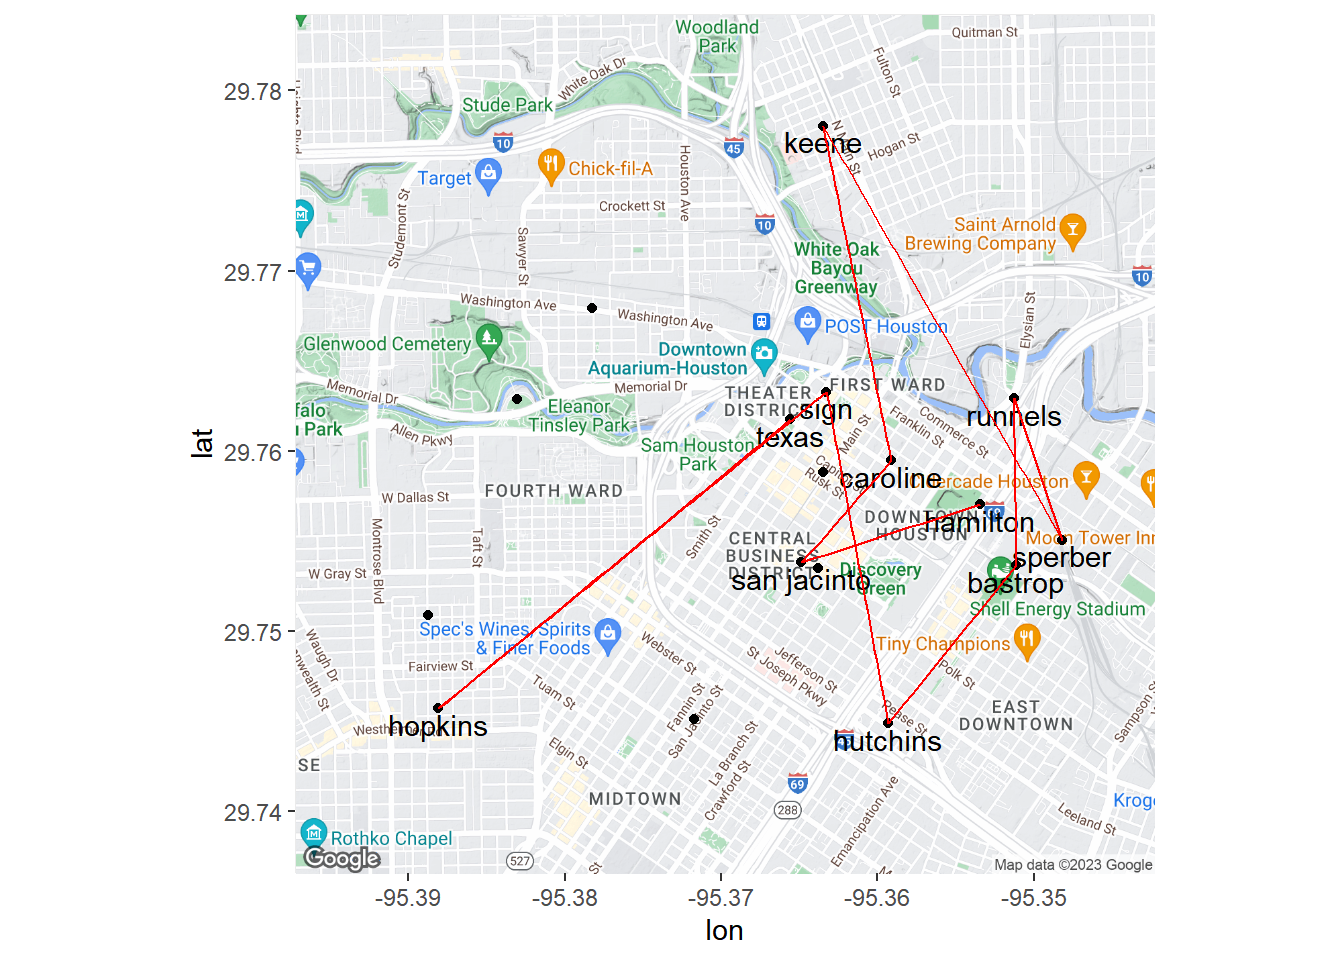 Woodland
Park
Quitman St
29.78
White Oak Dr
Fulton St
Stude Park
10
45
N Main St
keene
Hogan St
Houston Ave
Target
Chick-fil-A
Studemont St
Crockett St
10
Saint Arnold
Brewing Company
Sawyer St
White Oak
Bayou
Greenway
29.77
10
Washington Ave
Washington Ave
Elysian St
POST Houston
Glenwood Cemetery
Downtown
Aquarium-Houston
Memorial Dr
Memorial Dr
THEATER
DISTRICT
FIRST WARD
falo
u Park
Eleanor
Tinsley Park
sign
runnels
Franklin St
Commerce St
Allen Pkwy
Main St
texas
29.76
lat
Sam Houston
Park
Rusk St
caroline
W Dallas St
FOURTH WARD
hamilton
DOWNTOWN
HOUSTON
69
Moon Tower Inn
Montrose Blvd
Taft St
Smith St
CENTRAL
BUSINESS
DISTRICT
sperber
W Gray St
san jacinto
Discovery
Green
bastrop
Shell Energy Stadium
29.75
Spec's Wines, Spirits
& Finer Foods
Tiny Champions
Waugh Dr
Fairview St
Webster St
Jefferson St
St Joseph Pkwy
Polk St
Tuam St
Fannin St
San Jacinto St
Pease St
EAST
DOWNTOWN
hopkins
hutchins
La Branch St
Crawford St
Elgin St
69
SE
MIDTOWN
288
Emancipation Ave
Kroge
29.74
Leeland St
Rothko Chapel
Google
527
Map data ©2023 Google
-95.39
-95.38
-95.37
-95.36
-95.35
lon